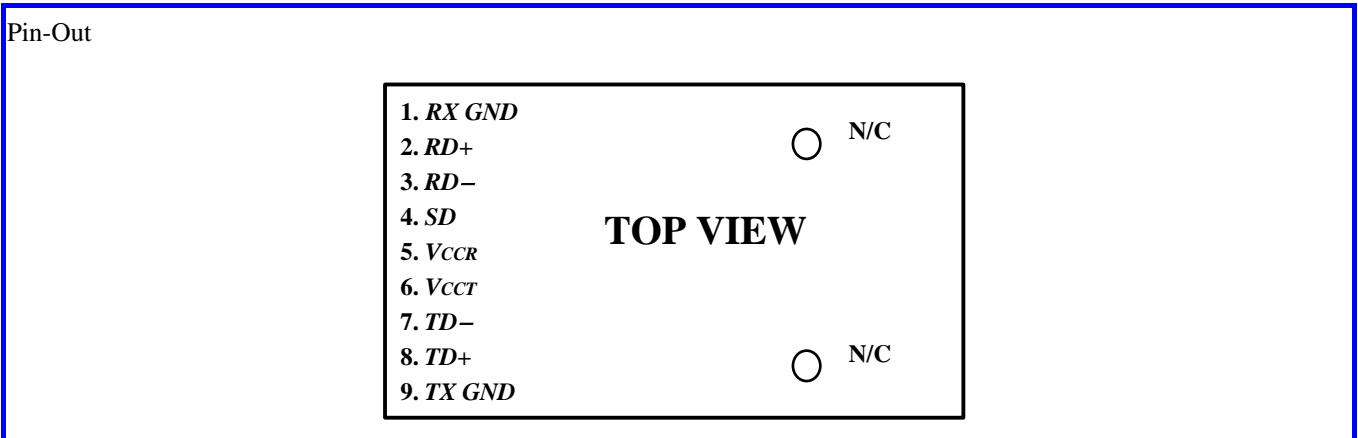 Pin-Out
1. RX GND
2. RD+
3. RD−
4. SD
5. VCCR
6. VCCT
7. TD−
8. TD+
9. TX GND
TOP VIEW
N/C
N/C